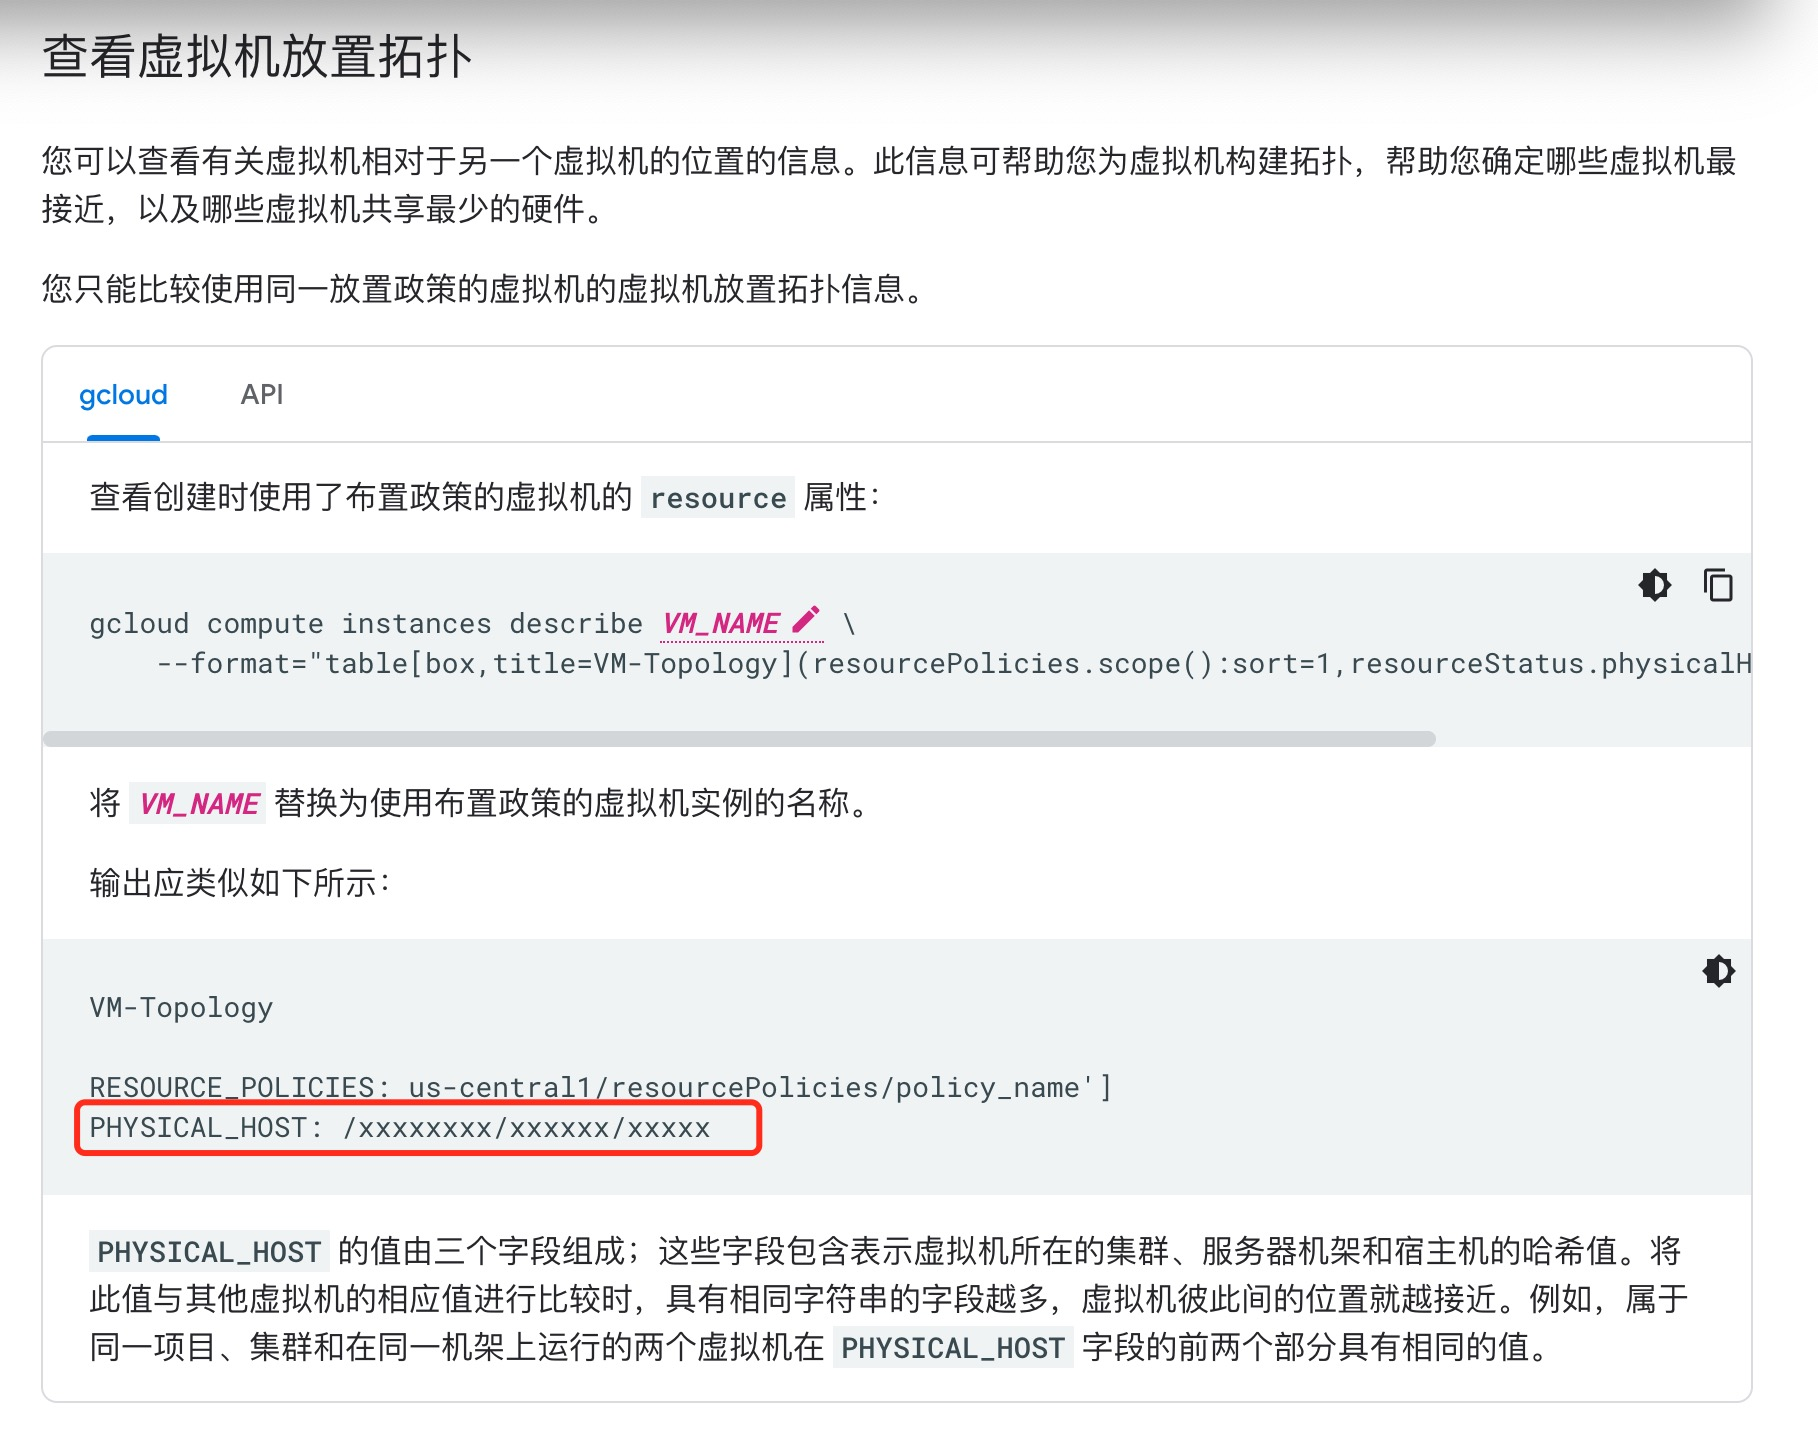 查看虚拟机放置拓扑
您可以查看有关虚拟机相对于另一个虚拟机的位置的信息。此信息可帮助您为虚拟机构建拓扑，帮助您确定哪些虚拟机最
接近，以及哪些虚拟机共享最少的硬件。
您只能比较使用同一放置政策的虚拟机的虚拟机放置拓扑信息。
gcloud API
查看创建时使用了布置政策的虚拟机的 resource 属性：
gcloud compute instances describe VM_NAME \
--format="table[box,title=VM-Topology](resourcePolicies.scope():sort=1,resourceStatus.physicalH
将 VM_NAME 替换为使用布置政策的虚拟机实例的名称。
输出应类似如下所示：
VM-Topology
RESOURCE_POLICIES: us-central1/resourcePolicies/policy_name']
PHYSICAL_HOST: /xxxxxxxx/xxxxxx/xxxxx
PHYSICAL_HOST 的值由三个字段组成；这些字段包含表示虚拟机所在的集群、服务器机架和宿主机的哈希值。将
此值与其他虚拟机的相应值进行比较时，具有相同字符串的字段越多，虚拟机彼此间的位置就越接近。例如，属于
同一项目、集群和在同一机架上运行的两个虚拟机在 PHYSICAL_HOST 字段的前两个部分具有相同的值。